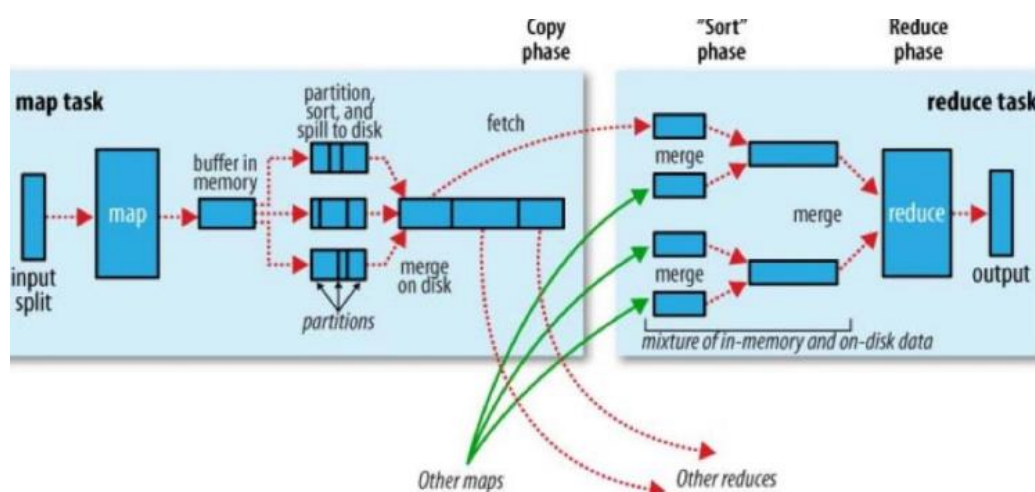 Copy
phase
"Sort"
phase
Reduce
phase
map task
reduce task
partition,
sort, and
spill to disk
fetch
buffer in
memory
map
merge
merge
reduce
input
split
merge
on disk
merge
output
partitions
mixture of in-memory and on-disk data
Other maps
Other reduces